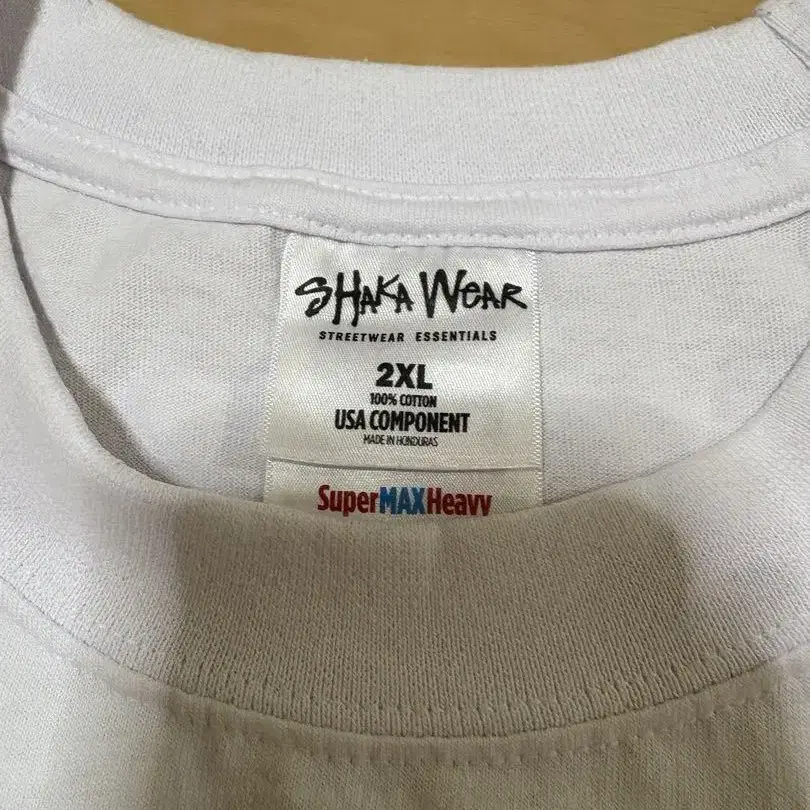 SHAKA WEAR
STREETWEAR ESSENTIALS
2XL
100% COTTON
USA COMPONENT
MADE IN HONDURAS
SuperMAXHeavy